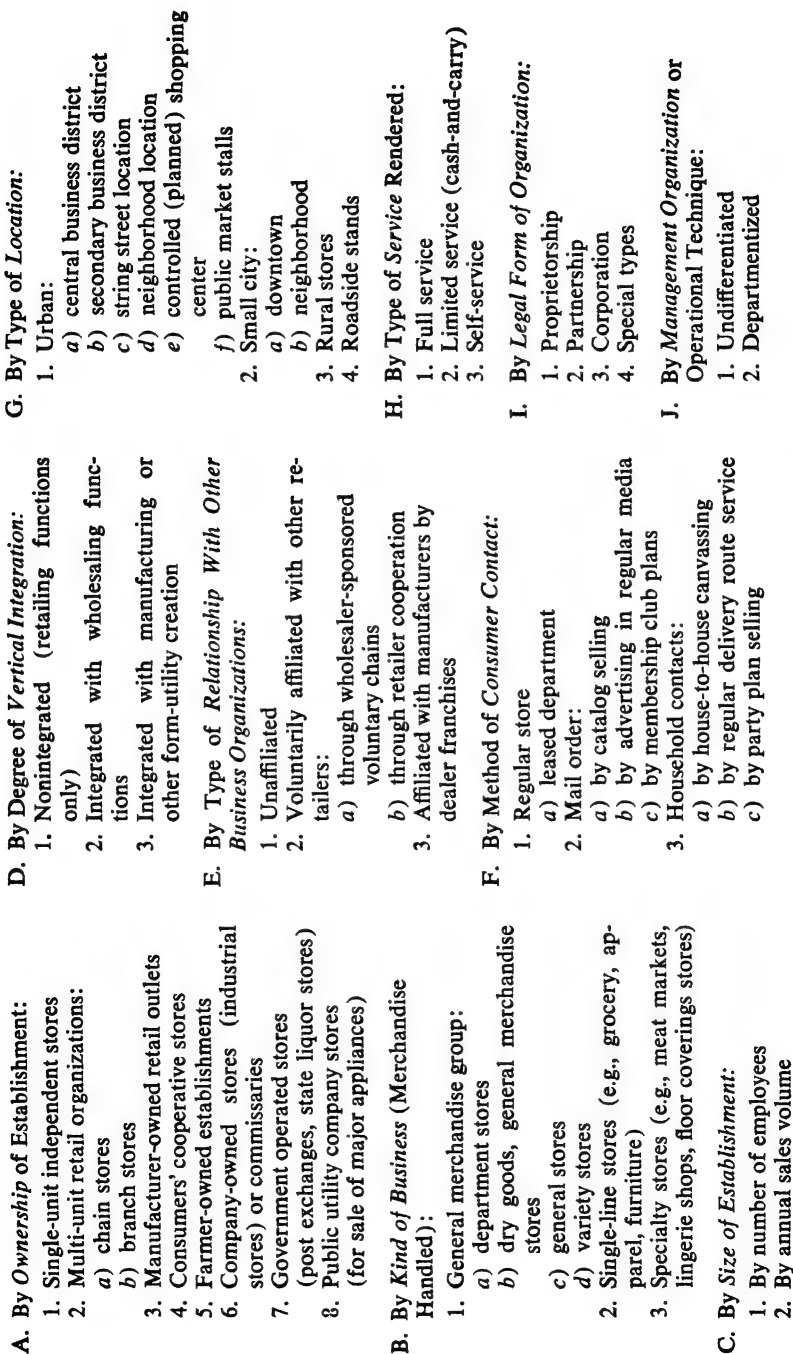 A. By Ownership of Establishment:
1. Single-unit independent stores
2. Multi-unit retail organizations:
a) chain stores
b) branch stores
3. Manufacturer-owned retail outlets
4. Consumers' cooperative stores
5. Farmer-owned establishments
6. Company-owned stores (industrial
stores) or commissaries
7. Government operated stores
(post exchanges, state liquor stores)
8. Public utility company stores
(for sale of major appliances)
B. By Kind of Business (Merchandise
Handled):
1. General merchandise group:
a) department stores
b) dry goods, general merchandise
stores
c) general stores
d) variety stores
2. Single-line stores (e.g., grocery, ap-
parel, furniture)
3. Specialty stores (e.g., meat markets,
lingerie shops, floor coverings stores)
C. By Size of Establishment:
1. By number of employees
2. By annual sales volume
D. By Degree of Vertical Integration:
1. Nonintegrated (retailing functions
only)
2. Integrated with wholesaling func-
tions
3. Integrated with manufacturing or
other form-utility creation
E. By Type of Relationship With Other
Business Organizations:
1. Unaffiliated
2. Voluntarily affiliated with other re-
tailers:
a) through wholesaler-sponsored
voluntary chains
b) through retailer cooperation
3. Affiliated with manufacturers by
dealer franchises
F. By Method of Consumer Contact:
1. Regular store
a) leased department
2. Mail order:
a) by catalog selling
b) by advertising in regular media
c) by membership club plans
3. Household contacts:
a) by house-to-house canvassing
b) by regular delivery route service
c) by party plan selling
G. By Type of Location:
1. Urban:
a) central business district
b) secondary business district
c) string street location
d) neighborhood location
e) controlled (planned) shopping
center
f) public market stalls
2. Small city:
a) downtown
b) neighborhood
3. Rural stores
4. Roadside stands
H. By Type of Service Rendered:
1. Full service
2. Limited service (cash-and-carry)
3. Self-service
I. By Legal Form of Organization:
1. Proprietorship
2. Partnership
3. Corporation
4. Special types
J. By Management Organization or
Operational Technique:
1. Undifferentiated
2. Departmentized